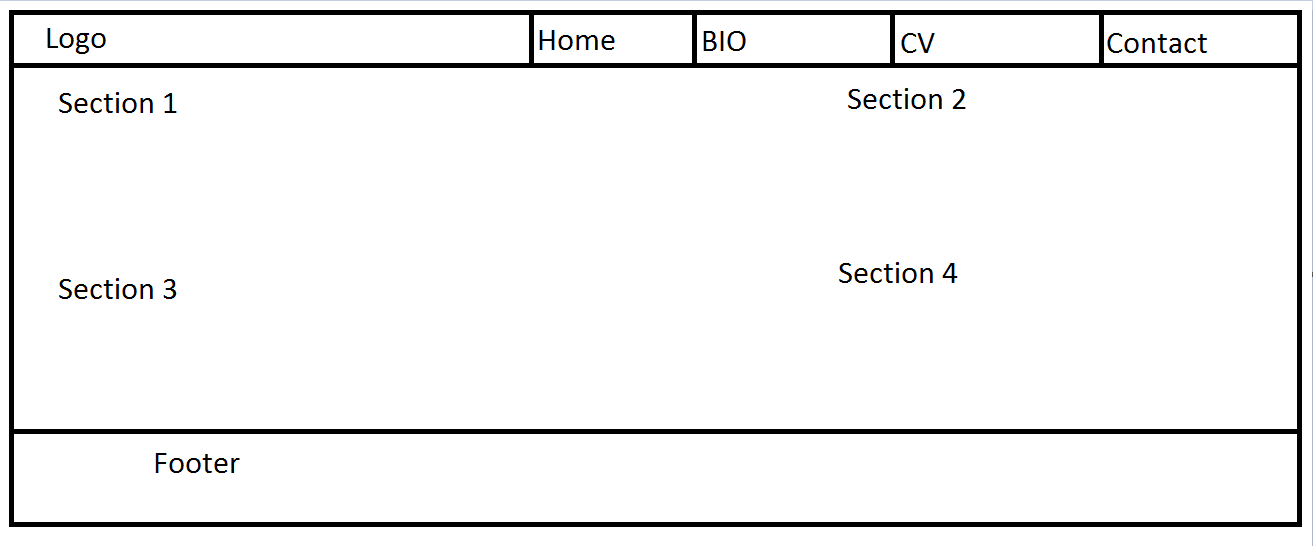 Logo
Home
BIO
CV
Contact
Section 1
Section 2
Section 3
Section 4
Footer